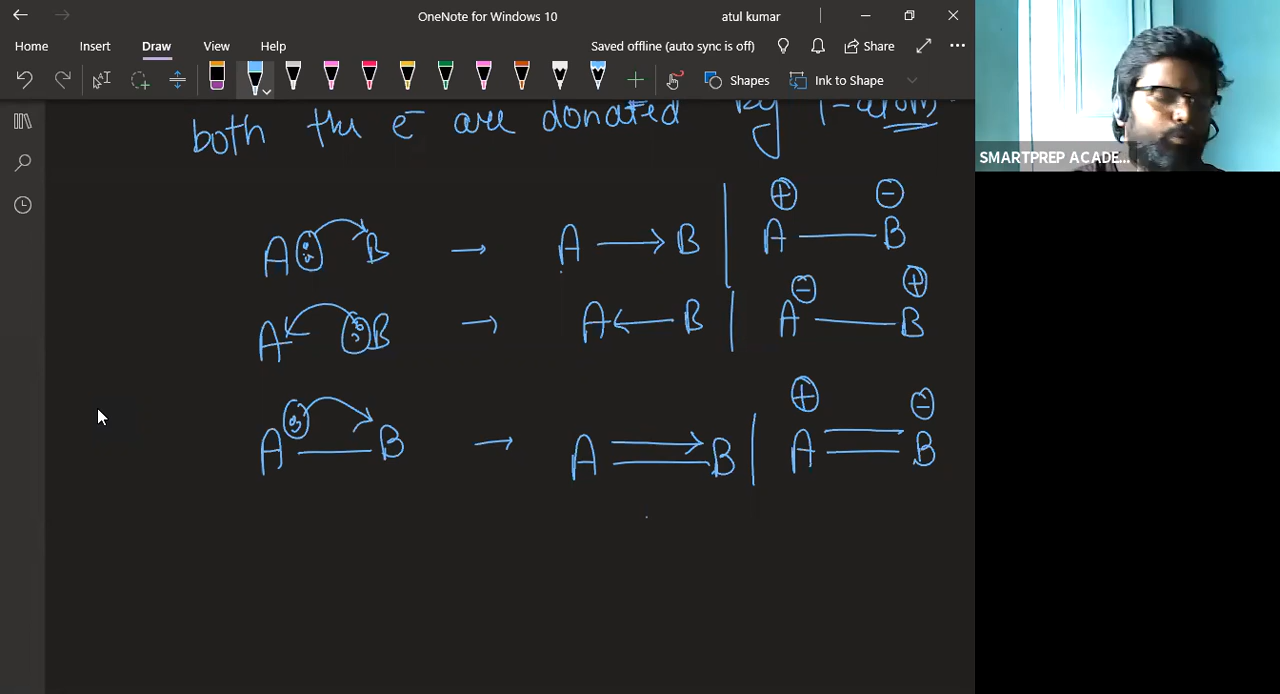 OneNote for Windows 10
atul kumar
Home Insert Draw View Help
Saved offline (auto sync is off)
Share
Shapes
Ink to Shape
SMARTPREP ACADE...
both the e⁻ are donated by 1-atom
A: B → A → B | A⊕ — B⊖
A :B → A ← B | A⊖ — B⊕
A: — B → A ⇒ B | A⊕ = B⊖